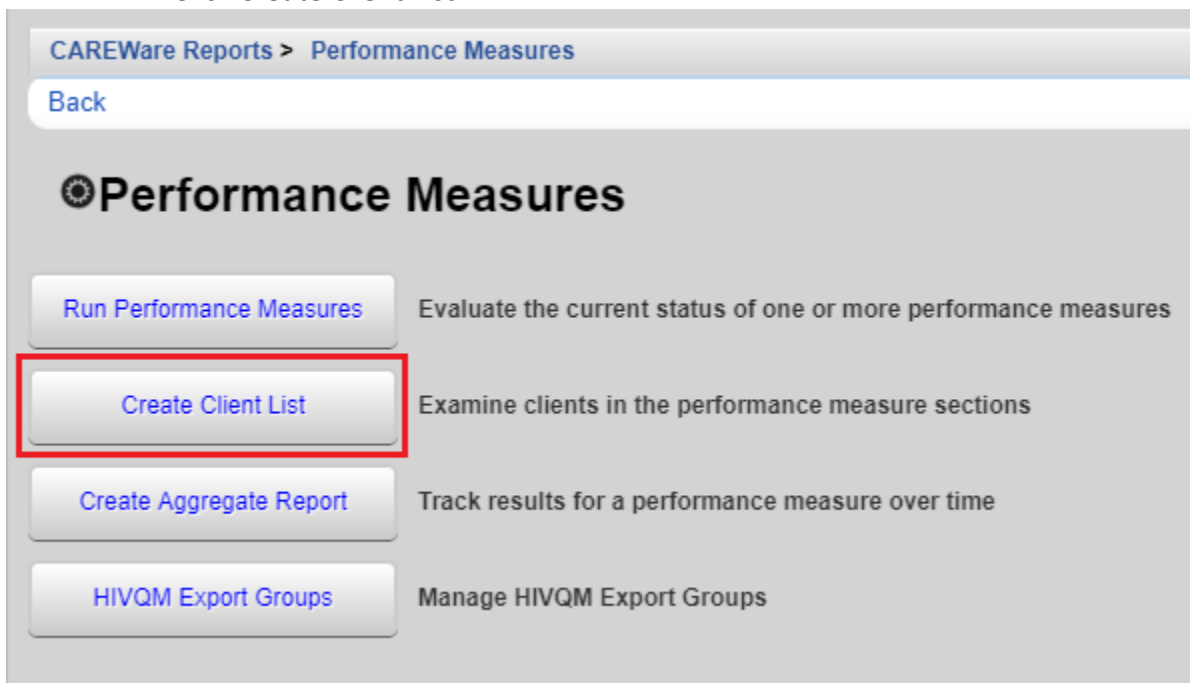 CAREWare Reports > Performance Measures
Back
Performance Measures
Run Performance Measures Evaluate the current status of one or more performance measures
Create Client List Examine clients in the performance measure sections
Create Aggregate Report Track results for a performance measure over time
HIVQM Export Groups Manage HIVQM Export Groups